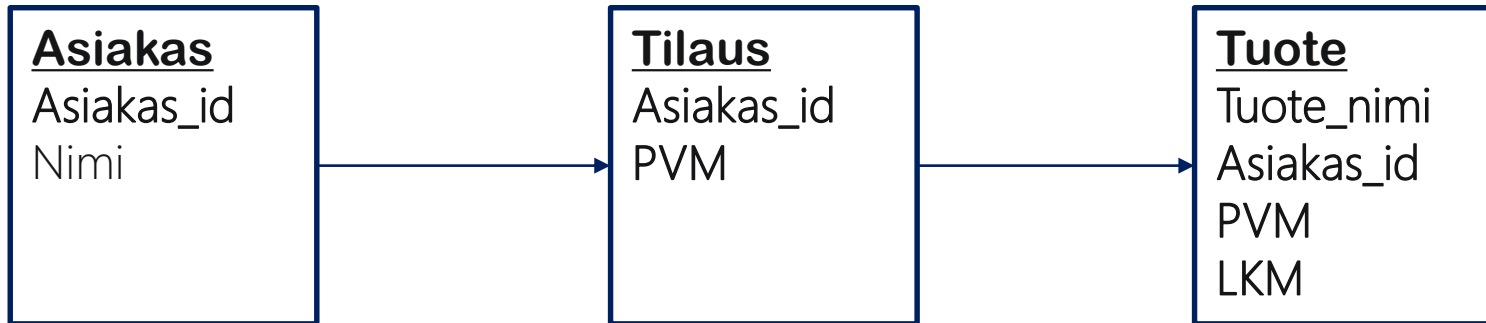 Asiakas
Asiakas_id
Nimi
Tilaus
Asiakas_id
PVM
Tuote
Tuote_nimi
Asiakas_id
PVM
LKM